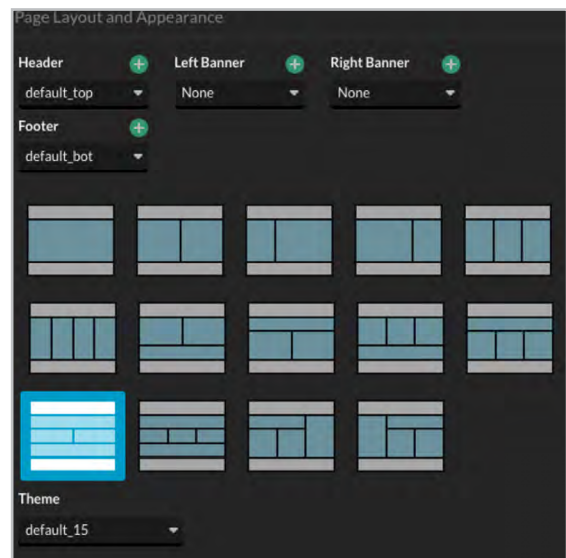 Page Layout and Appearance
Header Left Banner Right Banner
default_top None None
Footer
default_bot
Theme
default_15